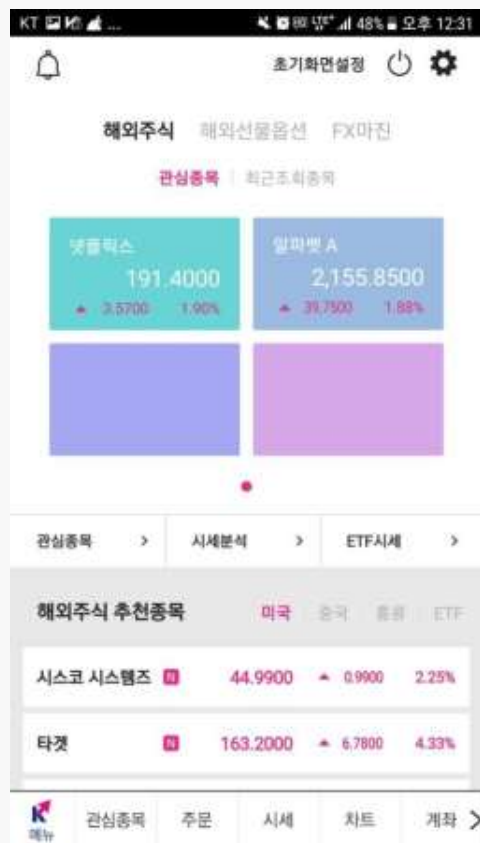 KT ... LTE+ 48% 오후 12:31
초기화면설정
해외주식 해외선물옵션 FX마진
관심종목 최근조회종목
넷플릭스 알파벳 A
191.4000 2,155.8500
▲ 3.5700 1.90% ▲ 39.7500 1.88%
관심종목 > 시세분석 > ETF시세 >
해외주식 추천종목 미국 중국 홍콩 ETF
시스코 시스템즈 N 44.9900 ▲ 0.9900 2.25%
타겟 N 163.2000 ▲ 6.7800 4.33%
K
메뉴 관심종목 주문 시세 차트 계좌 >